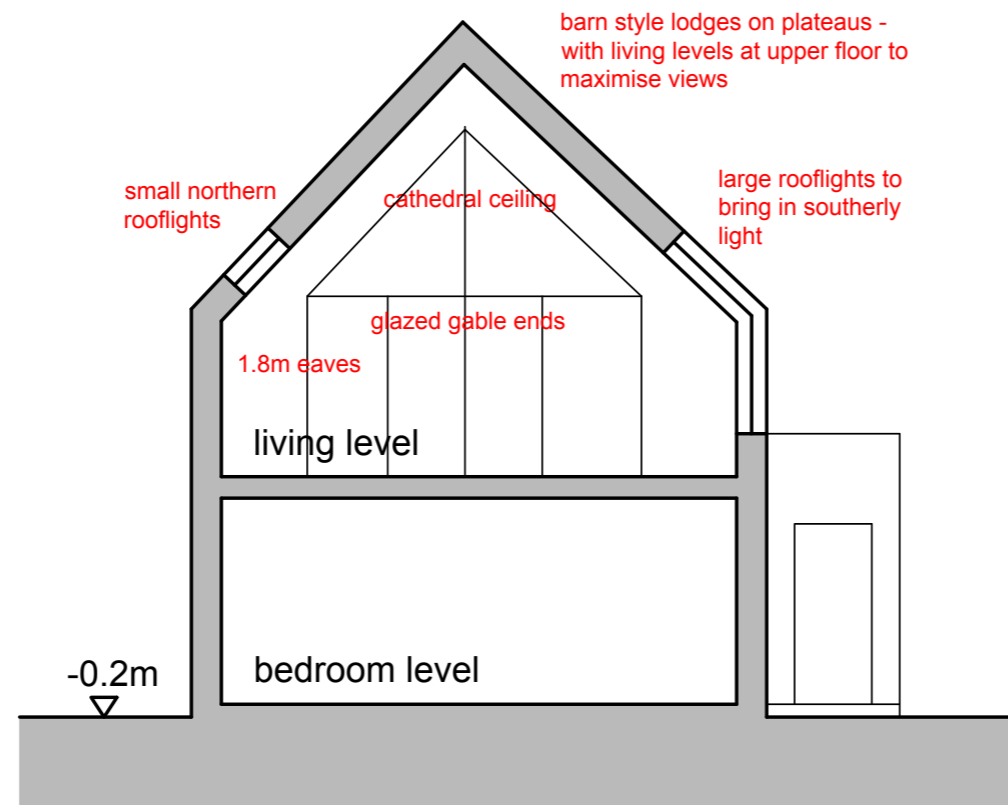 barn style lodges on plateaus -
with living levels at upper floor to
maximise views
small northern
rooflights
cathedral ceiling
large rooflights to
bring in southerly
light
glazed gable ends
1.8m eaves
living level
bedroom level
-0.2m